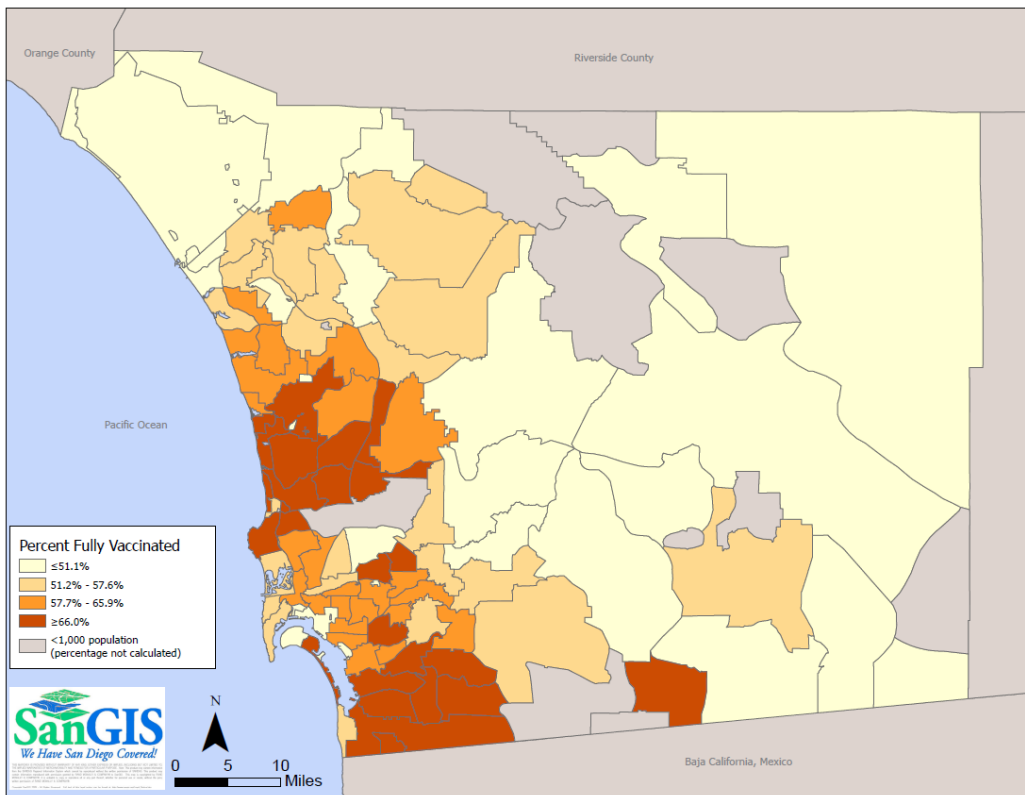 Orange County
Riverside County
Pacific Ocean
Percent Fully Vaccinated
≤51.1%
51.2% - 57.6%
57.7% - 65.9%
≥66.0%
<1,000 population
(percentage not calculated)
SanGIS
We Have San Diego Covered!
N
0 5 10
Miles
Baja California, Mexico